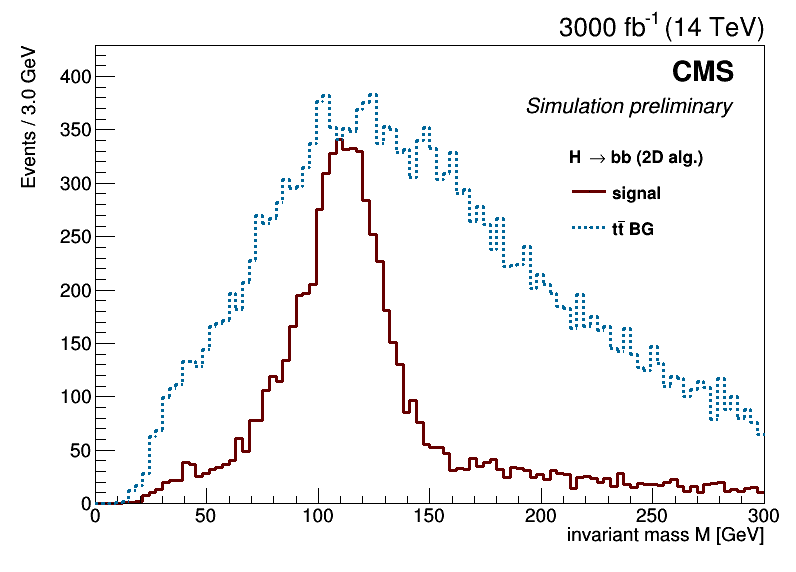 3000 fb⁻¹ (14 TeV)
Events / 3.0 GeV
CMS
Simulation preliminary
H → bb (2D alg.)
signal
tt̄ BG
400
350
300
250
200
150
100
50
0
0 50 100 150 200 250 300
invariant mass M [GeV]